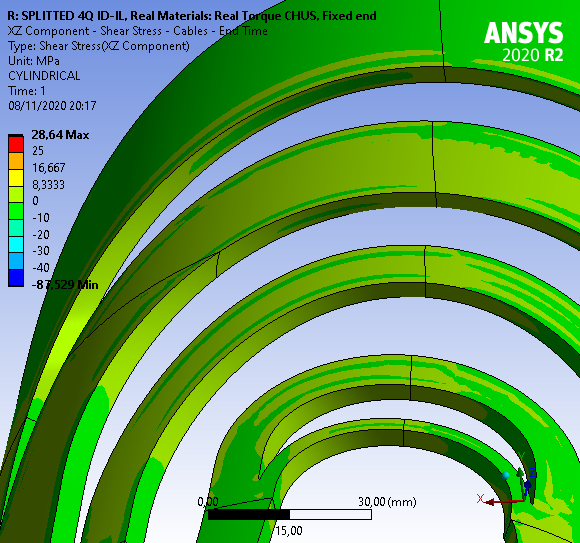 R: SPLITTED 4Q ID-IL, Real Materials: Real Torque CHUS, Fixed end
XZ Component - Shear Stress - Cables - End Time
Type: Shear Stress(XZ Component)
Unit: MPa
CYLINDRICAL
Time: 1
08/11/2020 20:17
ANSYS
2020 R2
28,64 Max
25
16,667
8,3333
0
-10
-20
-30
-40
-87,529 Min
0,00
30,00 (mm)
15,00
X